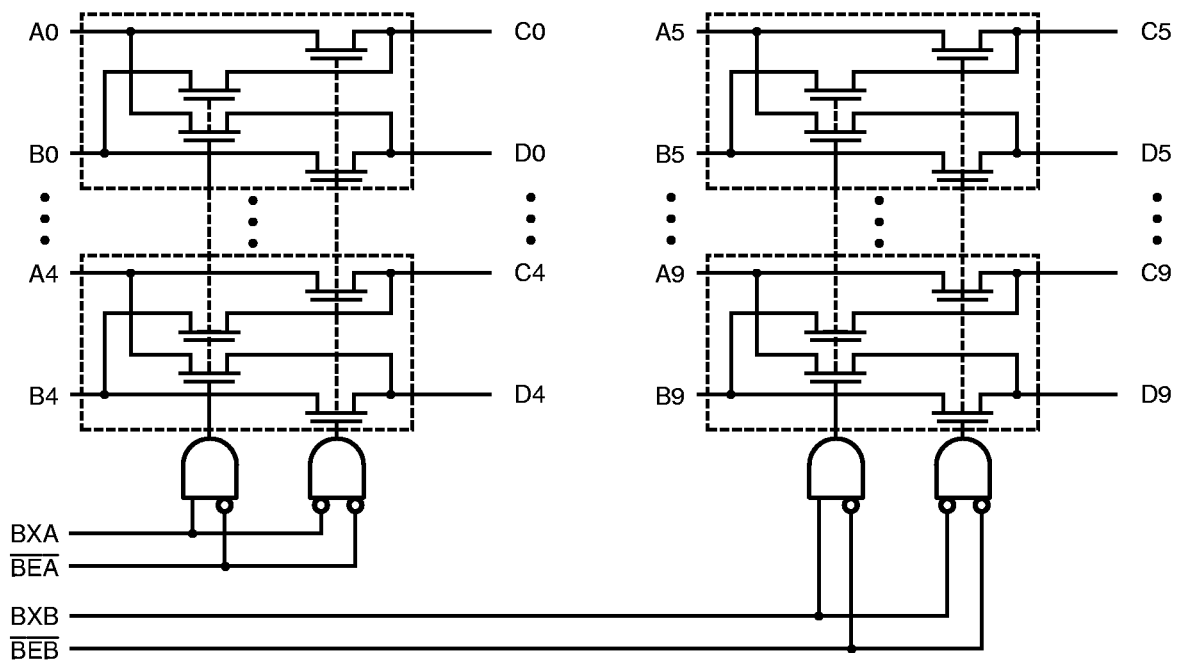 A0 C0 A5 C5
B0 D0 B5 D5
A4 C4 A9 C9
B4 D4 B9 D9
BXA
BEA
BXB
BEB